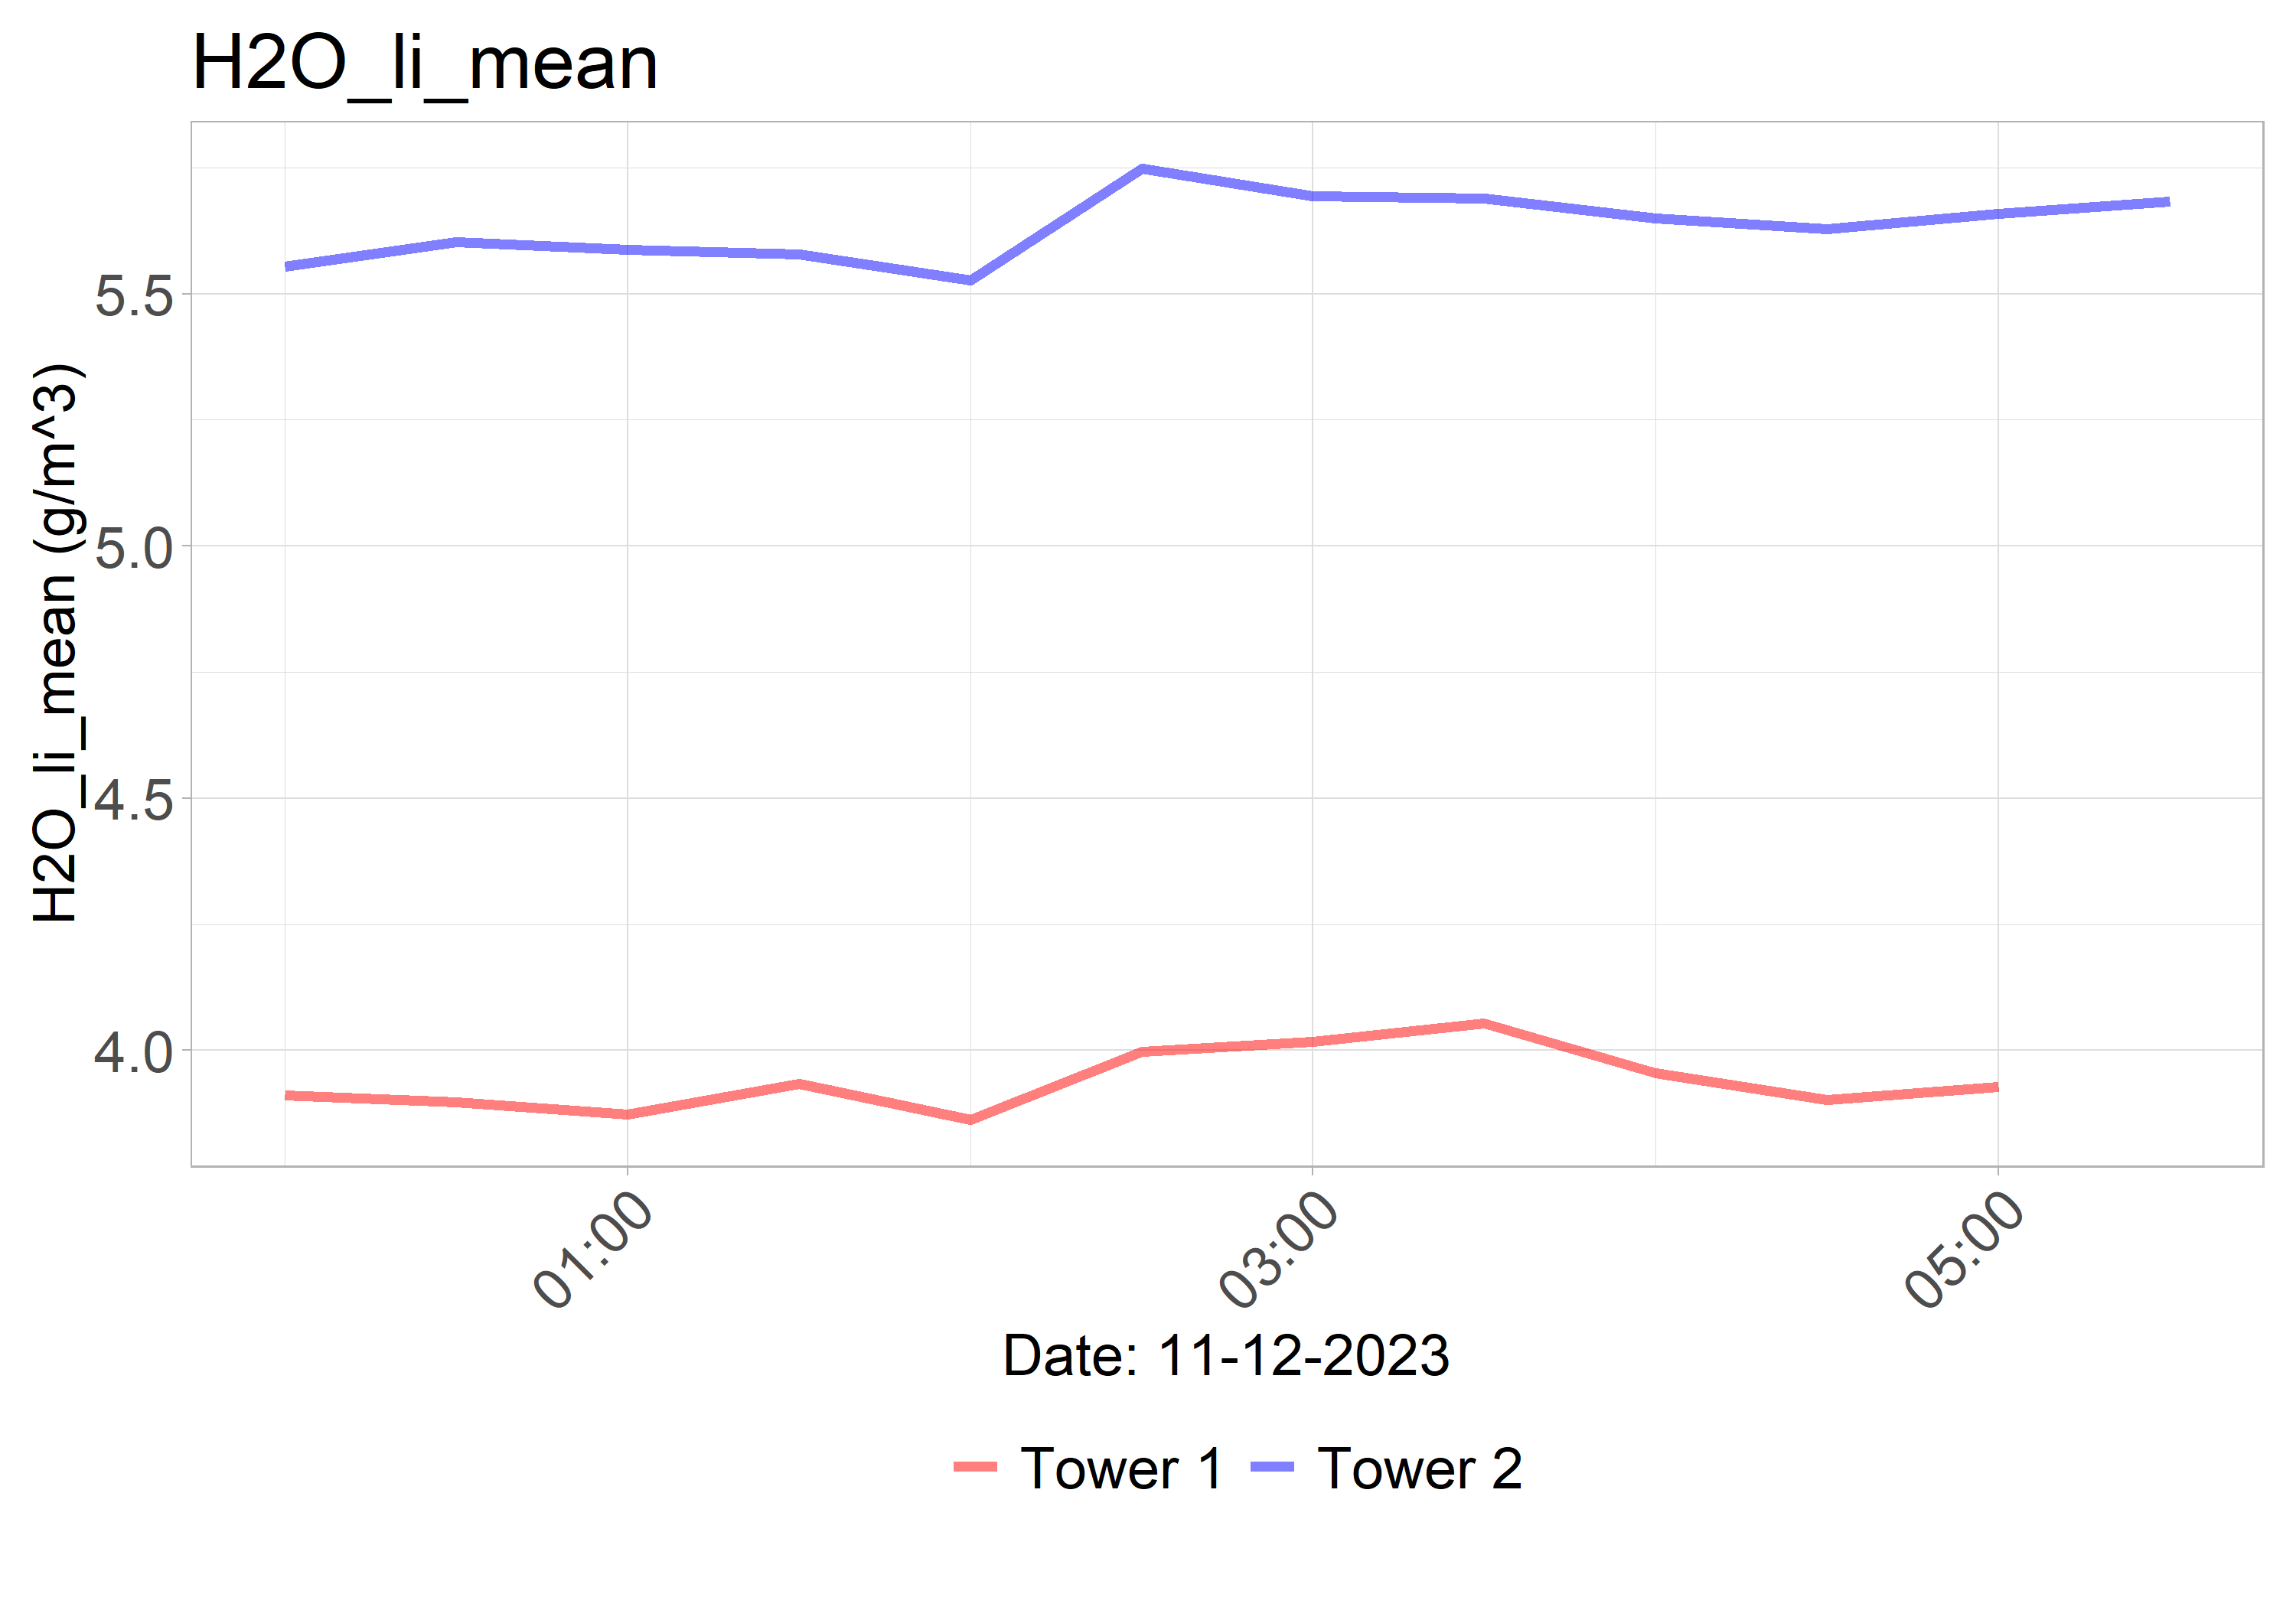 H2O_li_mean
H2O_li_mean (g/m^3)
5.5
5.0
4.5
4.0
01:00
03:00
05:00
Date: 11-12-2023
Tower 1
Tower 2